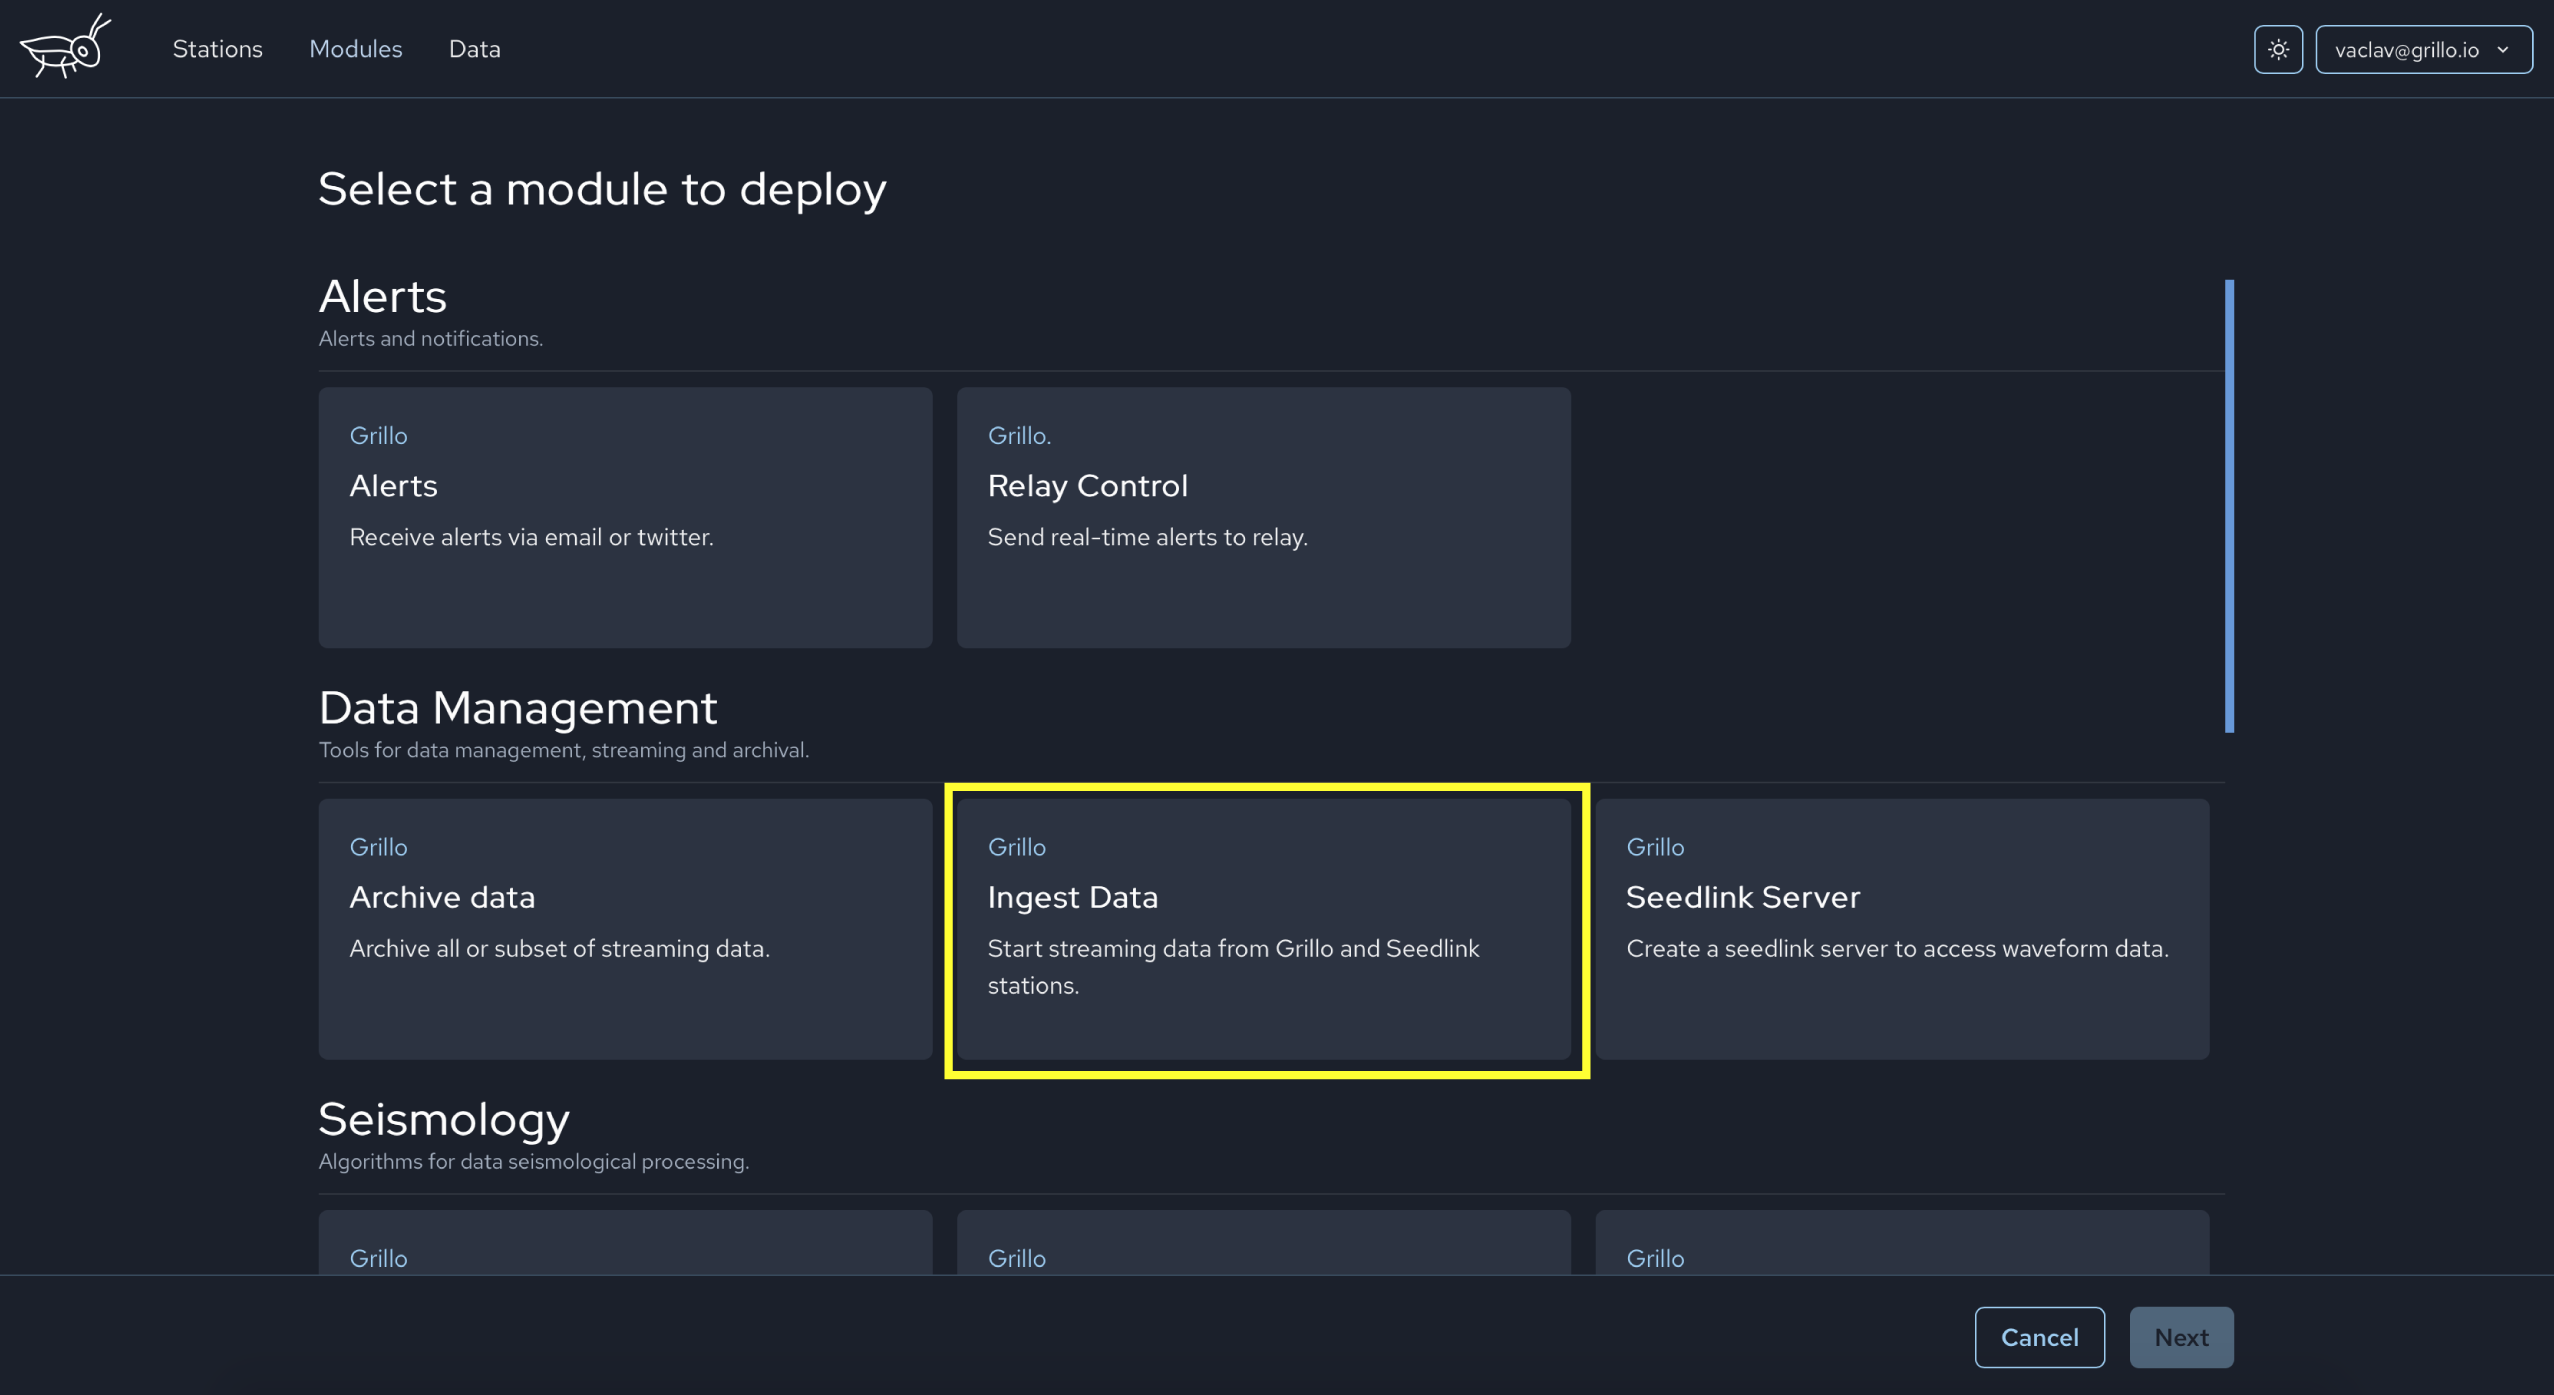 Stations Modules Data vaclav@grillo.io
Select a module to deploy
Alerts
Alerts and notifications.
Grillo
Alerts
Receive alerts via email or twitter.
Grillo.
Relay Control
Send real-time alerts to relay.
Data Management
Tools for data management, streaming and archival.
Grillo
Archive data
Archive all or subset of streaming data.
Grillo
Ingest Data
Start streaming data from Grillo and Seedlink
stations.
Grillo
Seedlink Server
Create a seedlink server to access waveform data.
Seismology
Algorithms for data seismological processing.
Grillo
Grillo
Grillo
Cancel
Next